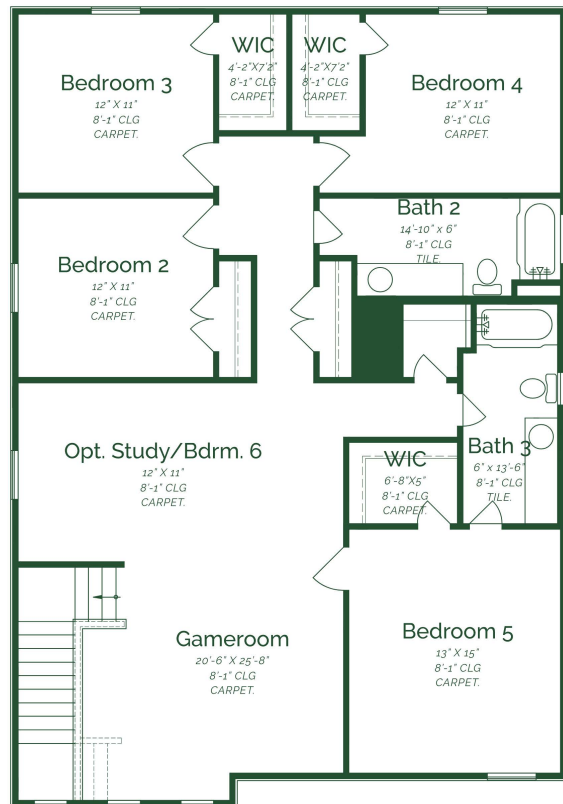 WIC
4'-2"X7'2"
8'-1" CLG
CARPET.
WIC
4'-2"X7'2"
8'-1" CLG
CARPET.
Bedroom 3
12" X 11"
8'-1" CLG
CARPET.
Bedroom 4
12" X 11"
8'-1" CLG
CARPET.
Bath 2
14'-10" x 6"
8'-1" CLG
TILE.
Bedroom 2
12" X 11"
8'-1" CLG
CARPET.
Opt. Study/Bdrm. 6
12" X 11"
8'-1" CLG
CARPET.
WIC
6'-8"X5"
8'-1" CLG
CARPET.
Bath 3
6" x 13'-6"
8'-1" CLG
TILE.
Gameroom
20'-6" X 25'-8"
8'-1" CLG
CARPET.
Bedroom 5
13" X 15"
8'-1" CLG
CARPET.